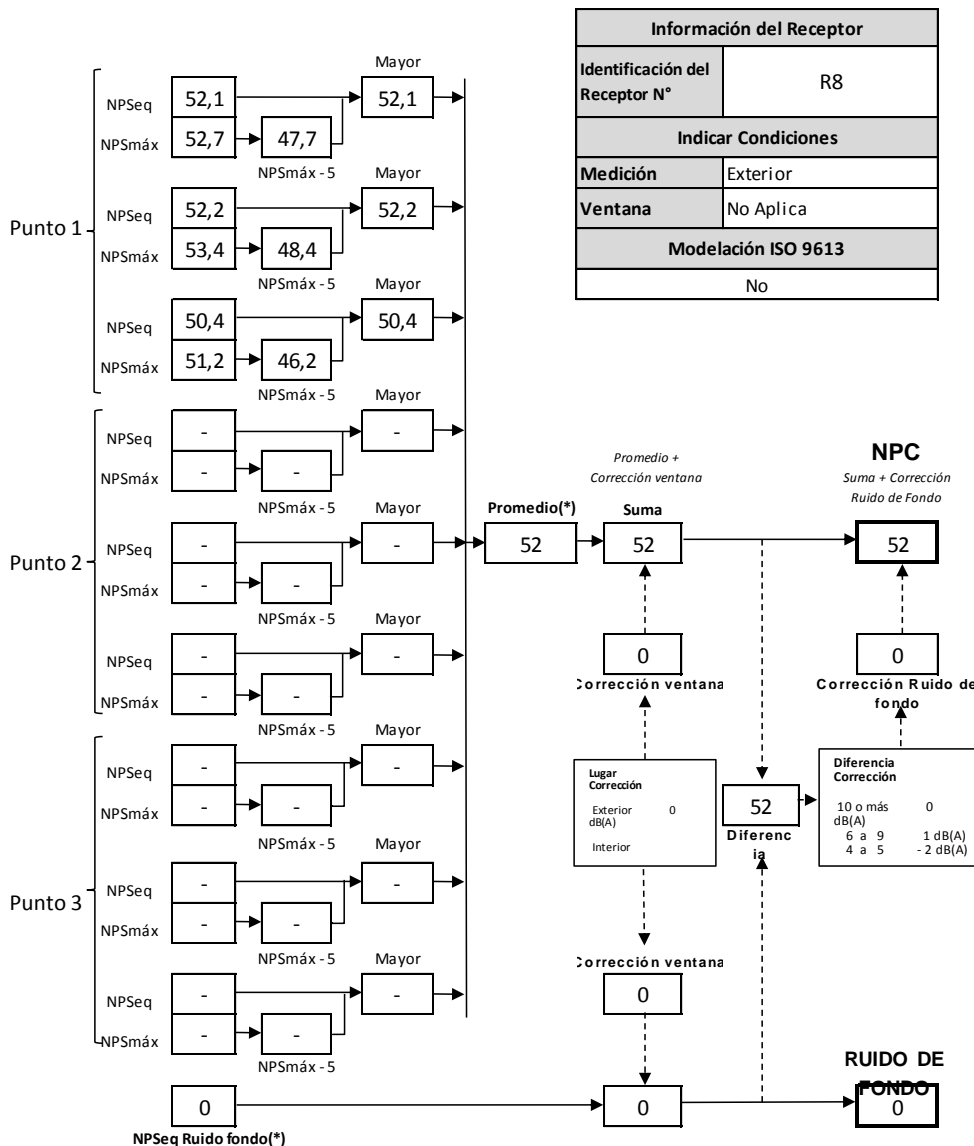 Información del Receptor
Identificación del Receptor N°
R8
Indicar Condiciones
Medición Exterior
Ventana No Aplica
Modelación ISO 9613
No
Punto 1
Mayor
NPSeq 52,1 52,1
NPSmáx 52,7 47,7
NPSmáx - 5
Mayor
NPSeq 52,2 52,2
NPSmáx 53,4 48,4
NPSmáx - 5
Mayor
NPSeq 50,4 50,4
NPSmáx 51,2 46,2
NPSmáx - 5
Punto 2
Mayor
NPSeq - -
NPSmáx - -
NPSmáx - 5
Mayor
NPSeq - -
NPSmáx - -
NPSmáx - 5
Mayor
NPSeq - -
NPSmáx - -
NPSmáx - 5
Punto 3
Mayor
NPSeq - -
NPSmáx - -
NPSmáx - 5
Mayor
NPSeq - -
NPSmáx - -
NPSmáx - 5
Mayor
NPSeq - -
NPSmáx - -
NPSmáx - 5
Promedio(*)
52
Promedio +
Corrección ventana
Suma
52
NPC
Suma + Corrección
Ruido de Fondo
52
0
Corrección ventana
0
Corrección Ruido de
fondo
Lugar
Corrección
Exterior 0
dB(A)
Interior
52
Diferenc
ia
Diferencia
Corrección
10 o más 0
dB(A)
6 a 9 1 dB(A)
4 a 5 - 2 dB(A)
Corrección ventana
0
0
NPSeq Ruido fondo(*)
0
RUIDO DE
FONDO
0